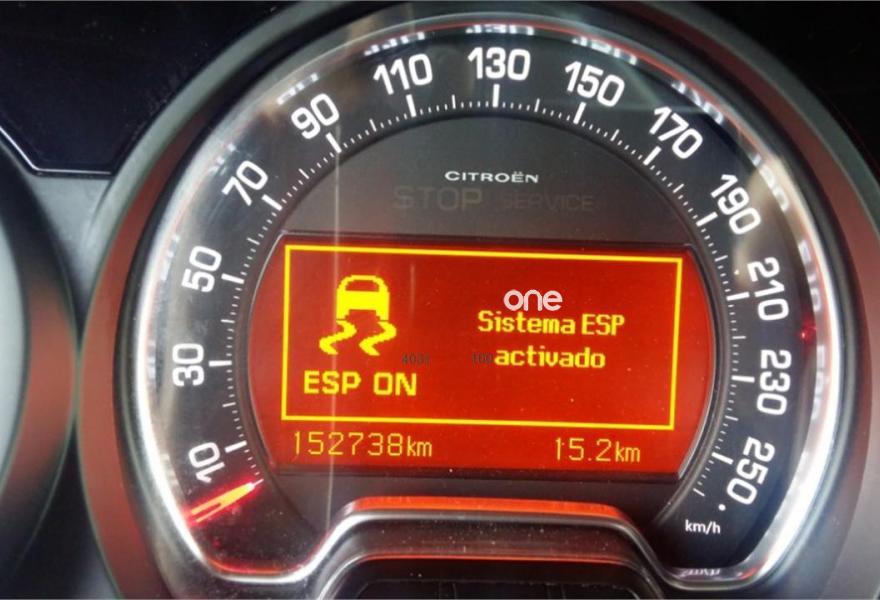 10
30
50
70
90
110
130
150
170
190
210
230
250
km/h
CITROËN
STOP SERVICE
one
Sistema ESP
activado
ESP ON
152738km
15.2km